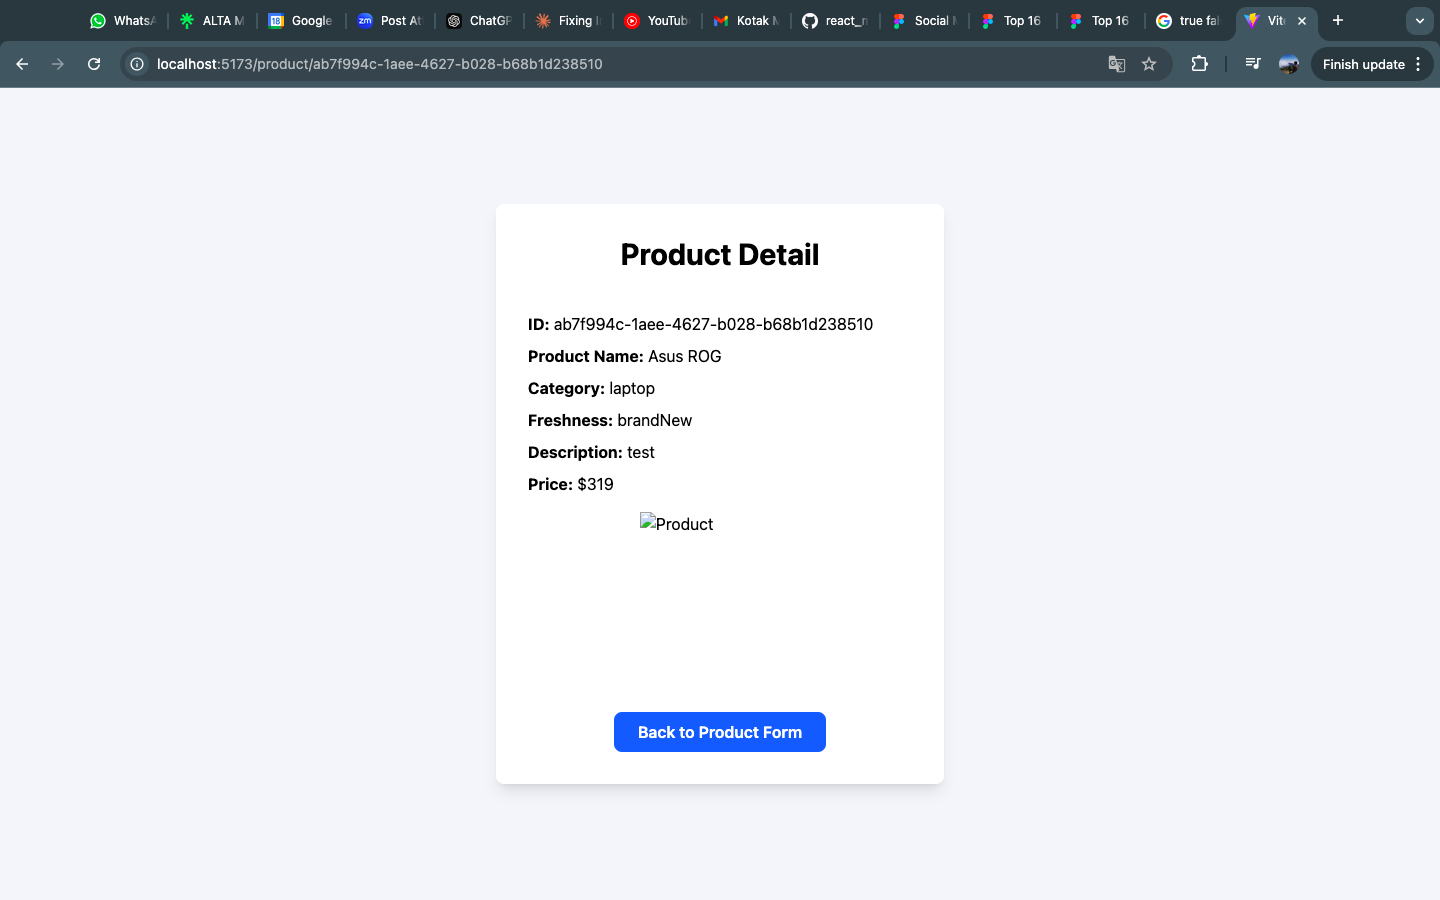 WhatsA
ALTA M
Google
Post At
ChatGP
Fixing
YouTub
Kotak M
react_r
Social M
Top 16
Top 16
true fal
Vite
localhost:5173/product/ab7f994c-1aee-4627-b028-b68b1d238510
Finish update
Product Detail
ID: ab7f994c-1aee-4627-b028-b68b1d238510
Product Name: Asus ROG
Category: laptop
Freshness: brandNew
Description: test
Price: $319
Product
Back to Product Form